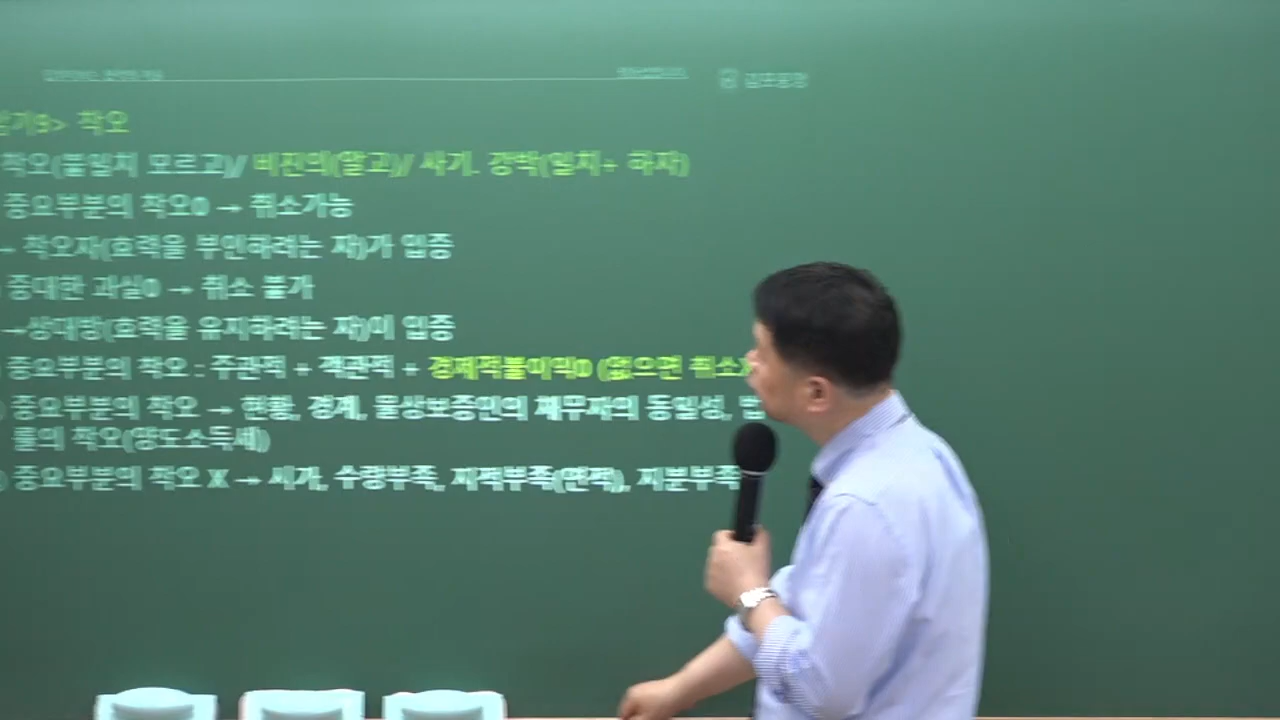 착오
착오(불일치 모르고)/ 비진의(알고)/ 사기. 강박(일치+ 하자)
중요부분의 착오0 → 취소가능
착오자(효력을 부인하려는 자)가 입증
중대한 과실0 → 취소 불가
→상대방(효력을 유지하려는 자)이 입증
중요부분의 착오 : 주관적 + 객관적 + 경제적불이익0 (없으면 취소X
중요부분의 착오 → 현황, 경계, 물상보증인의 채무자의 동일성, 법
률의 착오(양도소득세)
중요부분의 착오 X → 시가, 수량부족, 지적부족(면적), 지분부족